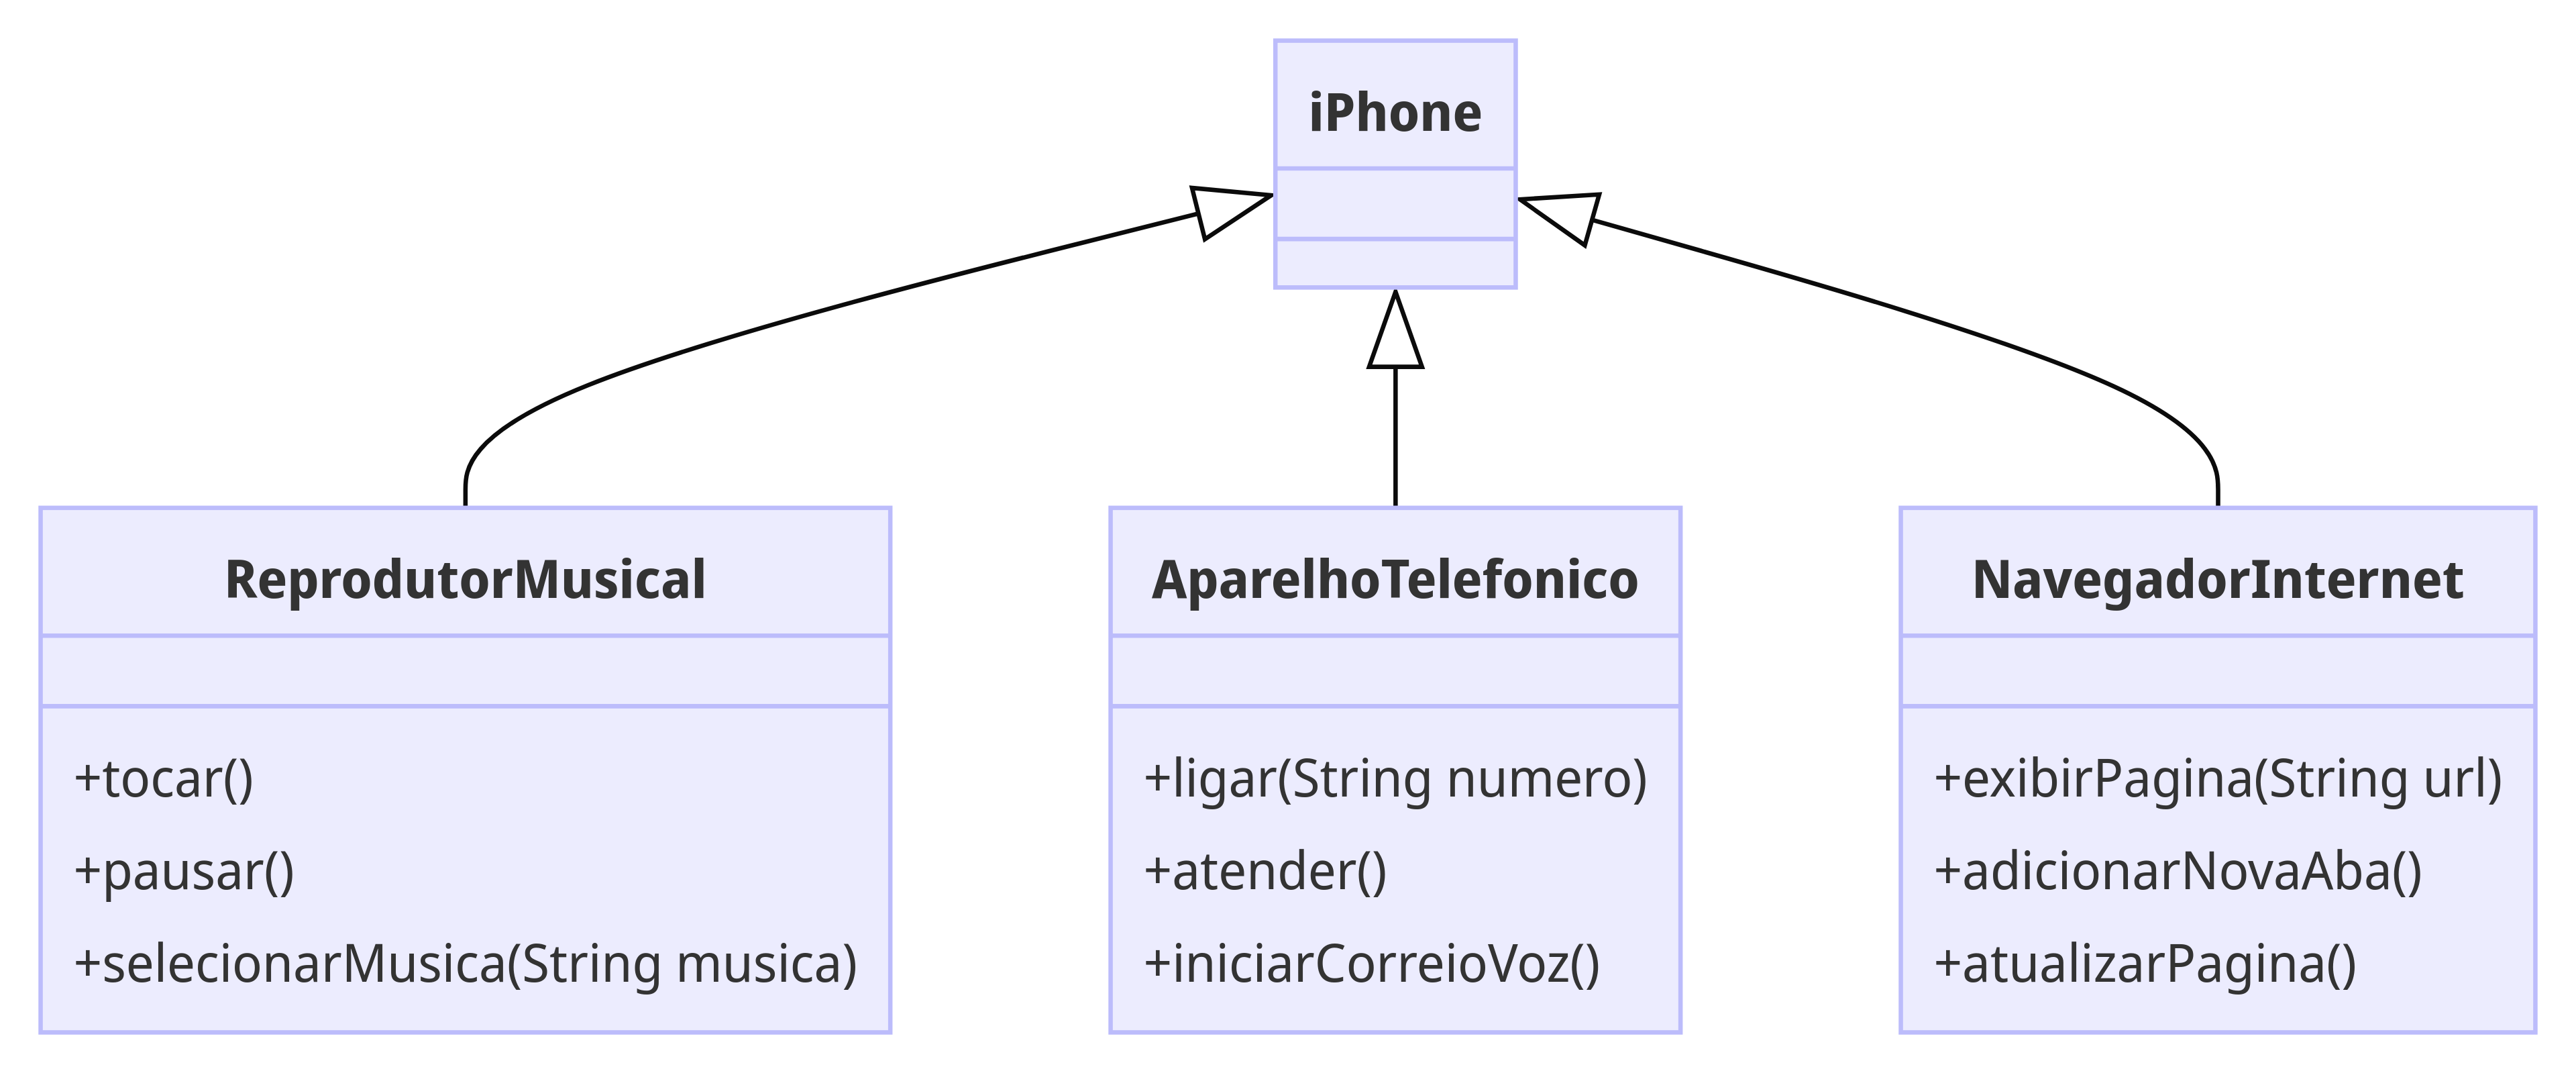 iPhone
ReprodutorMusical
+tocar()
+pausar()
+selecionarMusica(String musica)
AparelhoTelefonico
+ligar(String numero)
+atender()
+iniciarCorreioVoz()
NavegadorInternet
+exibirPagina(String url)
+adicionarNovaAba()
+atualizarPagina()